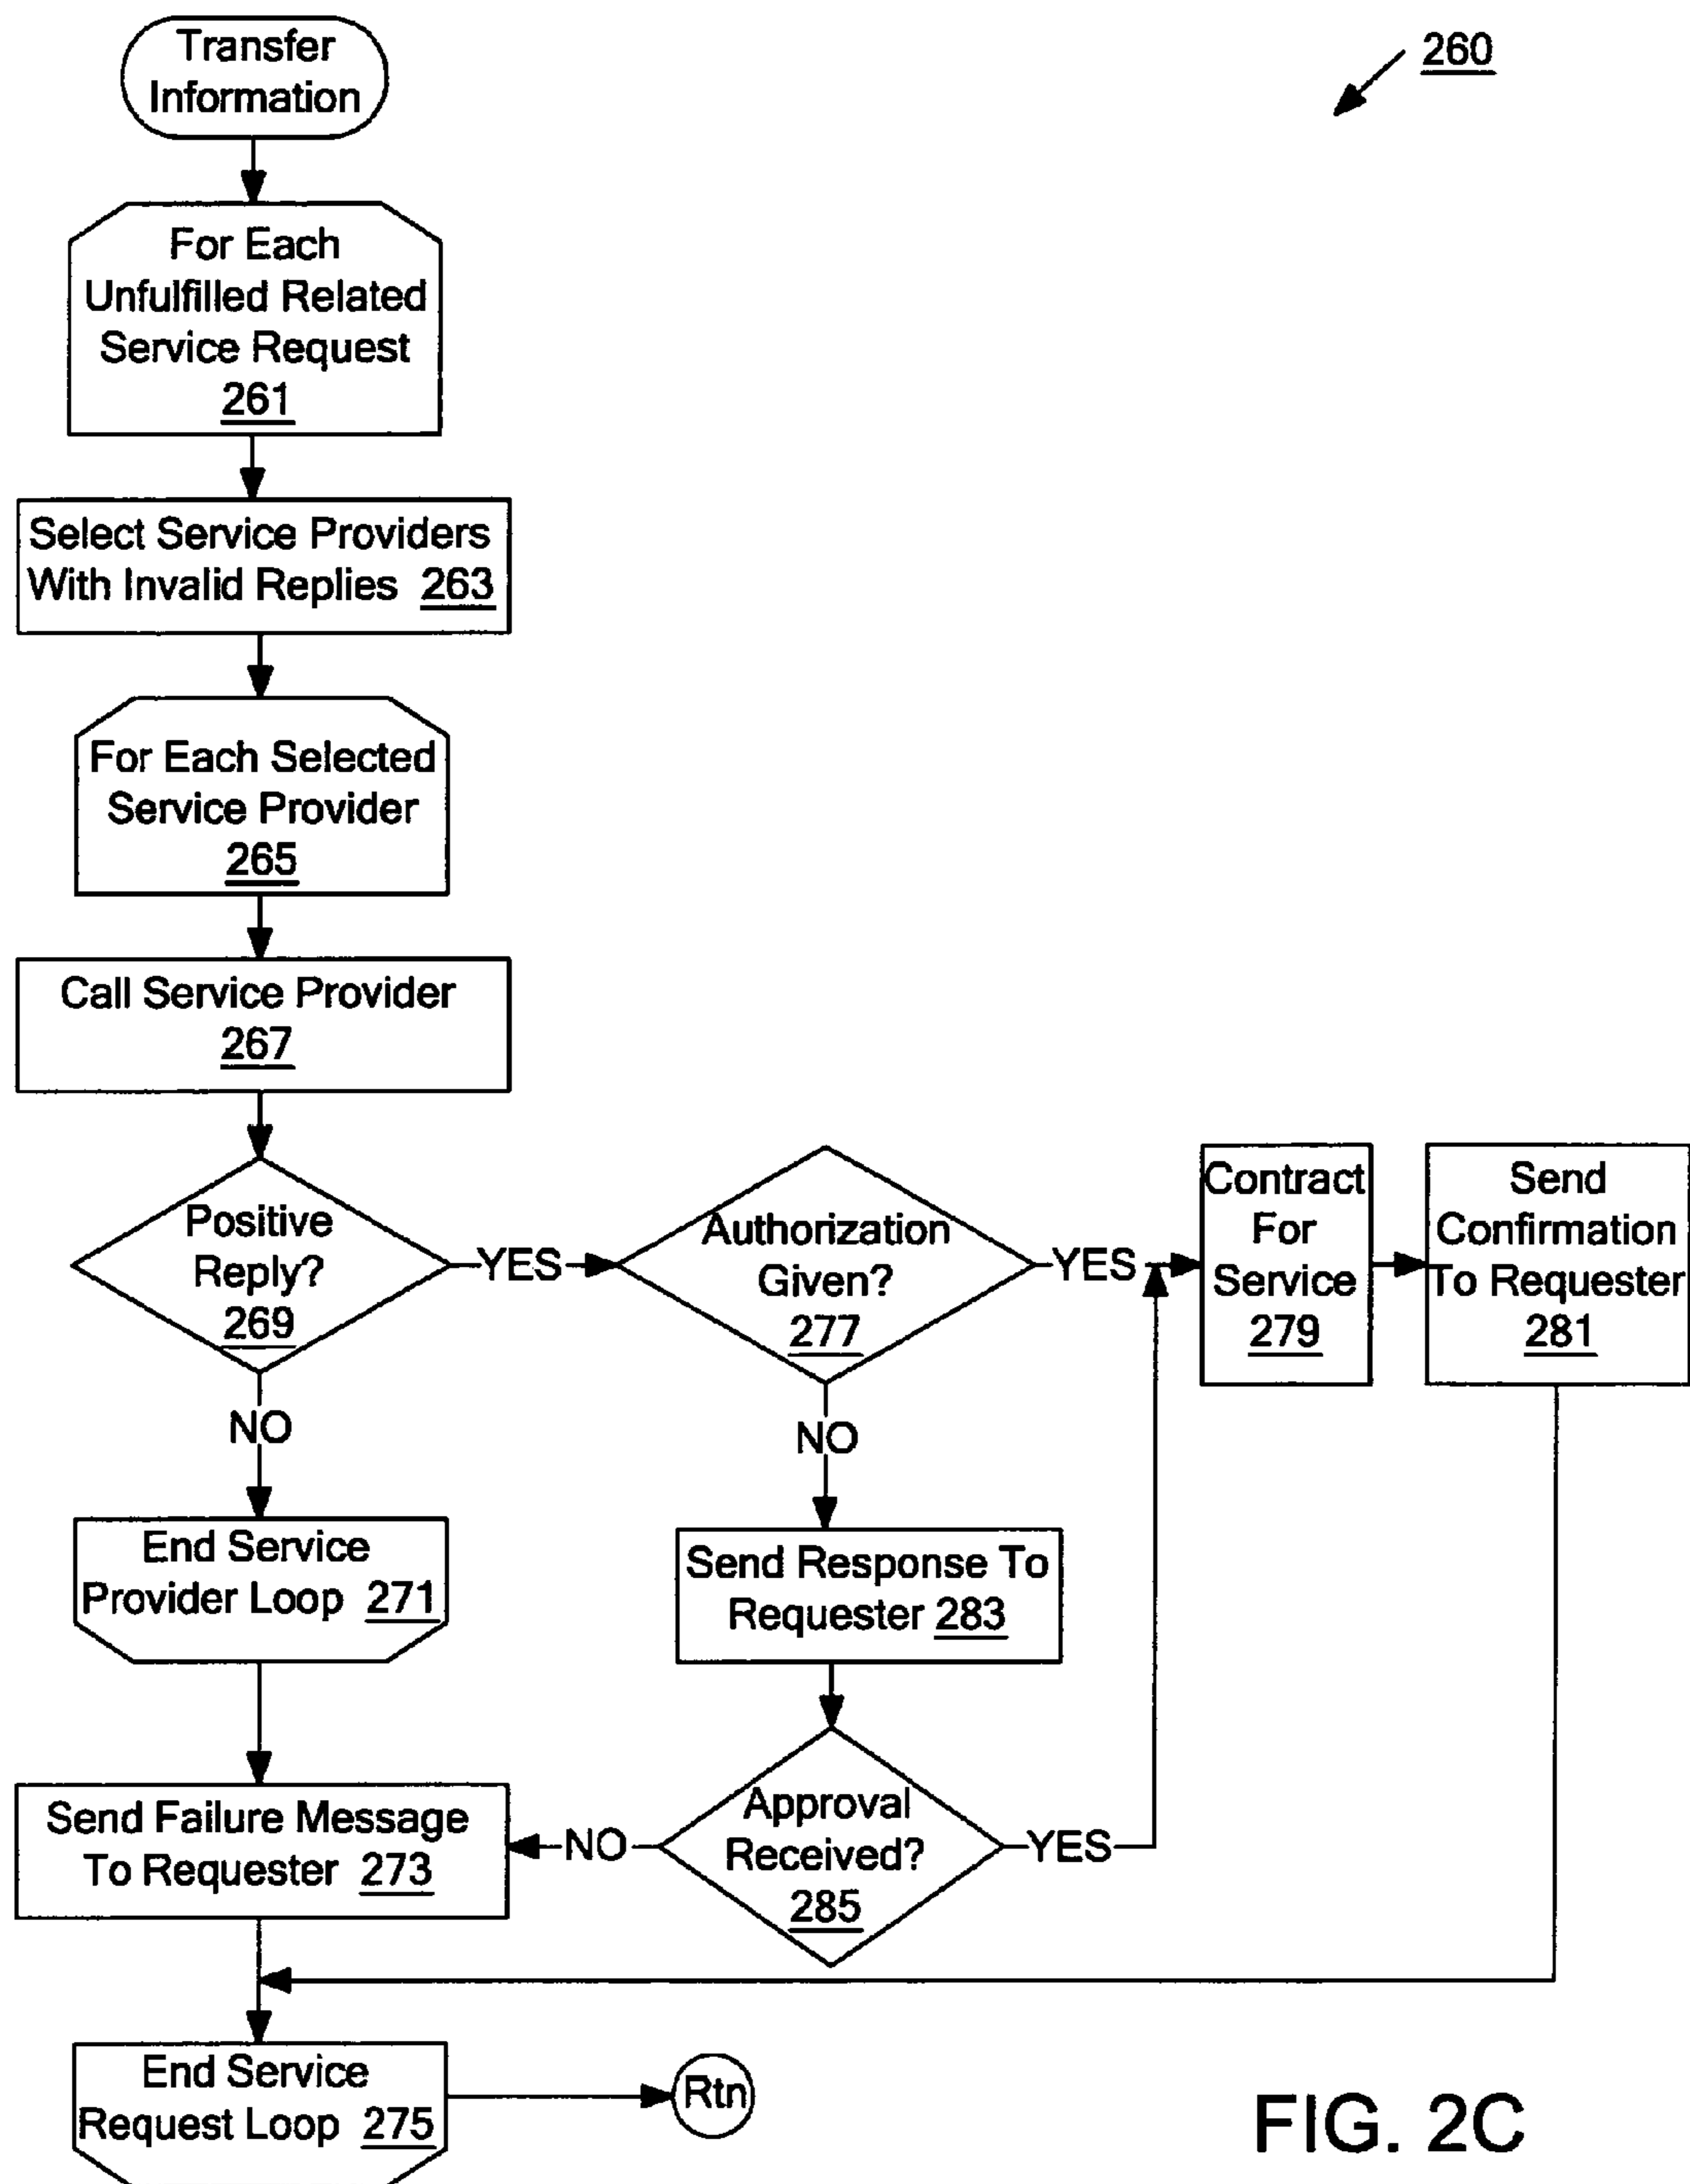 Transfer
Information
260
For Each
Unfulfilled Related
Service Request
261
Select Service Providers
With Invalid Replies 263
For Each Selected
Service Provider
265
Call Service Provider
267
Positive
Reply?
269
YES
Authorization
Given?
277
YES
Contract
For
Service
279
Send
Confirmation
To Requester
281
NO
NO
End Service
Provider Loop 271
Send Response To
Requester 283
Send Failure Message
To Requester 273
NO
Approval
Received?
285
YES
End Service
Request Loop 275
Rtn
FIG. 2C